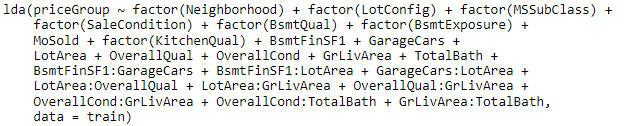 lda(priceGroup ~ factor(Neighborhood) + factor(LotConfig) + factor(MSSubClass) +
factor(SaleCondition) + factor(BsmtQual) + factor(BsmtExposure) +
MoSold + factor(KitchenQual) + BsmtFinSF1 + GarageCars +
LotArea + OverallQual + OverallCond + GrLivArea + TotalBath +
BsmtFinSF1:GarageCars + BsmtFinSF1:LotArea + GarageCars:LotArea +
LotArea:OverallQual + LotArea:GrLivArea + OverallQual:GrLivArea +
OverallCond:GrLivArea + OverallCond:TotalBath + GrLivArea:TotalBath,
data = train)